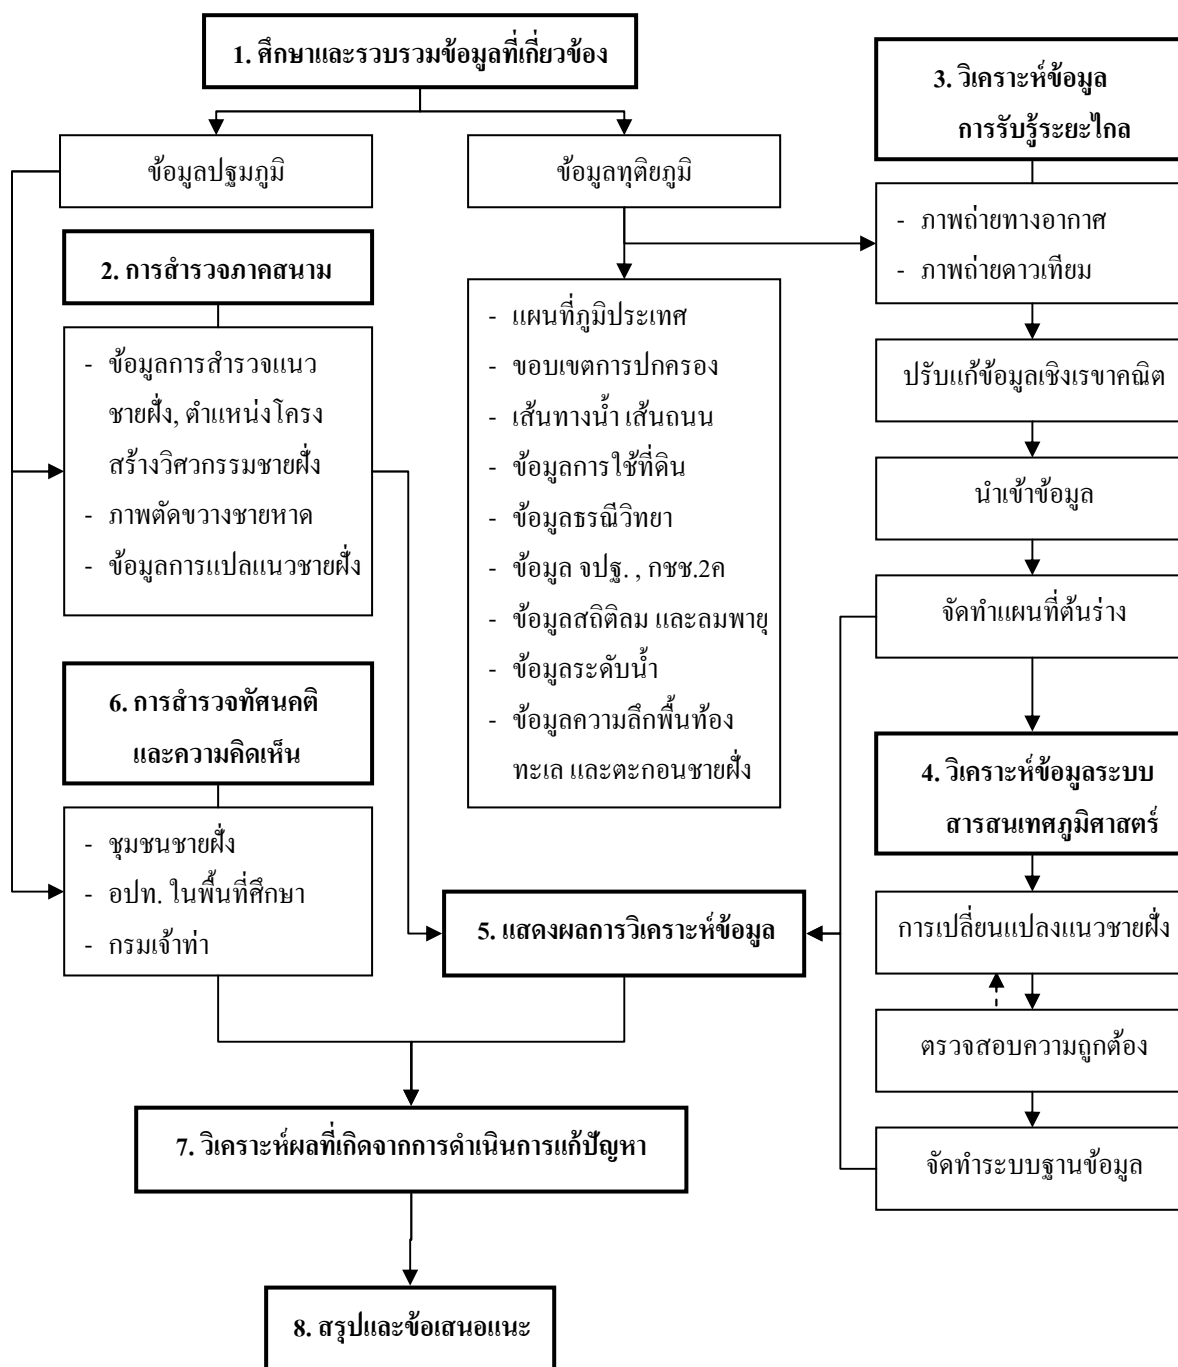 1. ศึกษาและรวบรวมข้อมูลที่เกี่ยวข้อง
ข้อมูลปฐมภูมิ
ข้อมูลทุติยภูมิ
2. การสำรวจภาคสนาม
- ข้อมูลการสำรวจแนว
ชายฝั่ง, ตำแหน่งโครง
สร้างวิศวกรรมชายฝั่ง
- ภาพตัดขวางชายหาด
- ข้อมูลการแปลแนวชายฝั่ง
- แผนที่ภูมิประเทศ
- ขอบเขตการปกครอง
- เส้นทางน้ำ เส้นถนน
- ข้อมูลการใช้ที่ดิน
- ข้อมูลธรณีวิทยา
- ข้อมูล จปฐ. , กชช.2ค
- ข้อมูลสถิติลม และลมพายุ
- ข้อมูลระดับน้ำ
- ข้อมูลความลึกพื้นท้อง
ทะเล และตะกอนชายฝั่ง
3. วิเคราะห์ข้อมูล
การรับรู้ระยะไกล
- ภาพถ่ายทางอากาศ
- ภาพถ่ายดาวเทียม
ปรับแก้ข้อมูลเชิงเรขาคณิต
นำเข้าข้อมูล
จัดทำแผนที่ต้นร่าง
4. วิเคราะห์ข้อมูลระบบ
สารสนเทศภูมิศาสตร์
การเปลี่ยนแปลงแนวชายฝั่ง
ตรวจสอบความถูกต้อง
จัดทำระบบฐานข้อมูล
5. แสดงผลการวิเคราะห์ข้อมูล
6. การสำรวจทัศนคติ
และความคิดเห็น
- ชุมชนชายฝั่ง
- อปท. ในพื้นที่ศึกษา
- กรมเจ้าท่า
7. วิเคราะห์ผลที่เกิดจากการดำเนินการแก้ปัญหา
8. สรุปและข้อเสนอแนะ